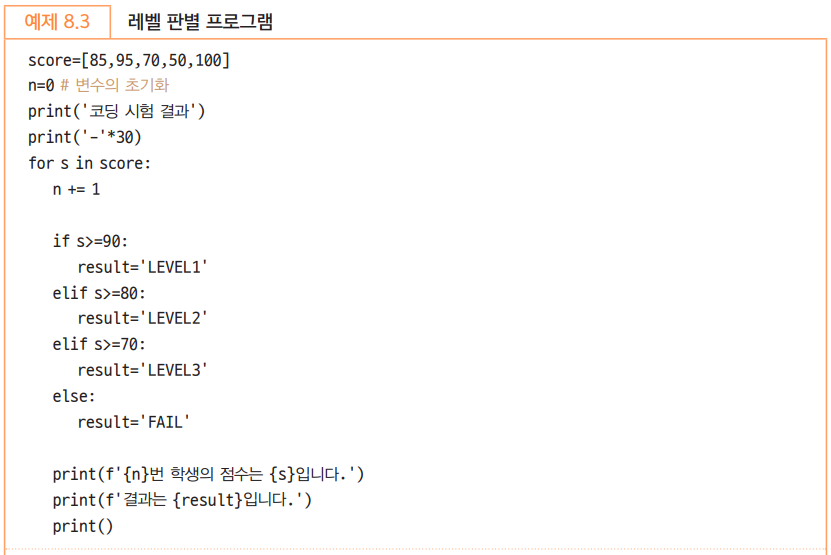 예제 8.3 레벨 판별 프로그램
score=[85,95,70,50,100]
n=0 # 변수의 초기화
print('코딩 시험 결과')
print('-'*30)
for s in score:
n += 1
if s>=90:
result='LEVEL1'
elif s>=80:
result='LEVEL2'
elif s>=70:
result='LEVEL3'
else:
result='FAIL'
print(f'{n}번 학생의 점수는 {s}입니다.')
print(f'결과는 {result}입니다.')
print()